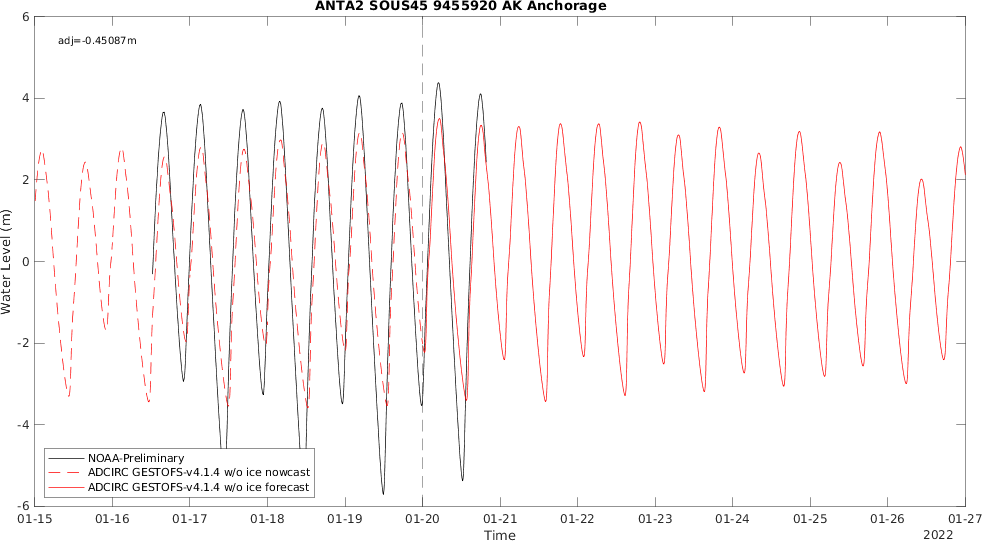 ANTA2 SOUS45 9455920 AK Anchorage
adj=-0.45087m
6
4
2
0
-2
-4
-6
Water Level (m)
NOAA-Preliminary
ADCIRC GESTOFS-v4.1.4 w/o ice nowcast
ADCIRC GESTOFS-v4.1.4 w/o ice forecast
01-15 01-16 01-17 01-18 01-19 01-20 01-21 01-22 01-23 01-24 01-25 01-26 01-27
Time
2022